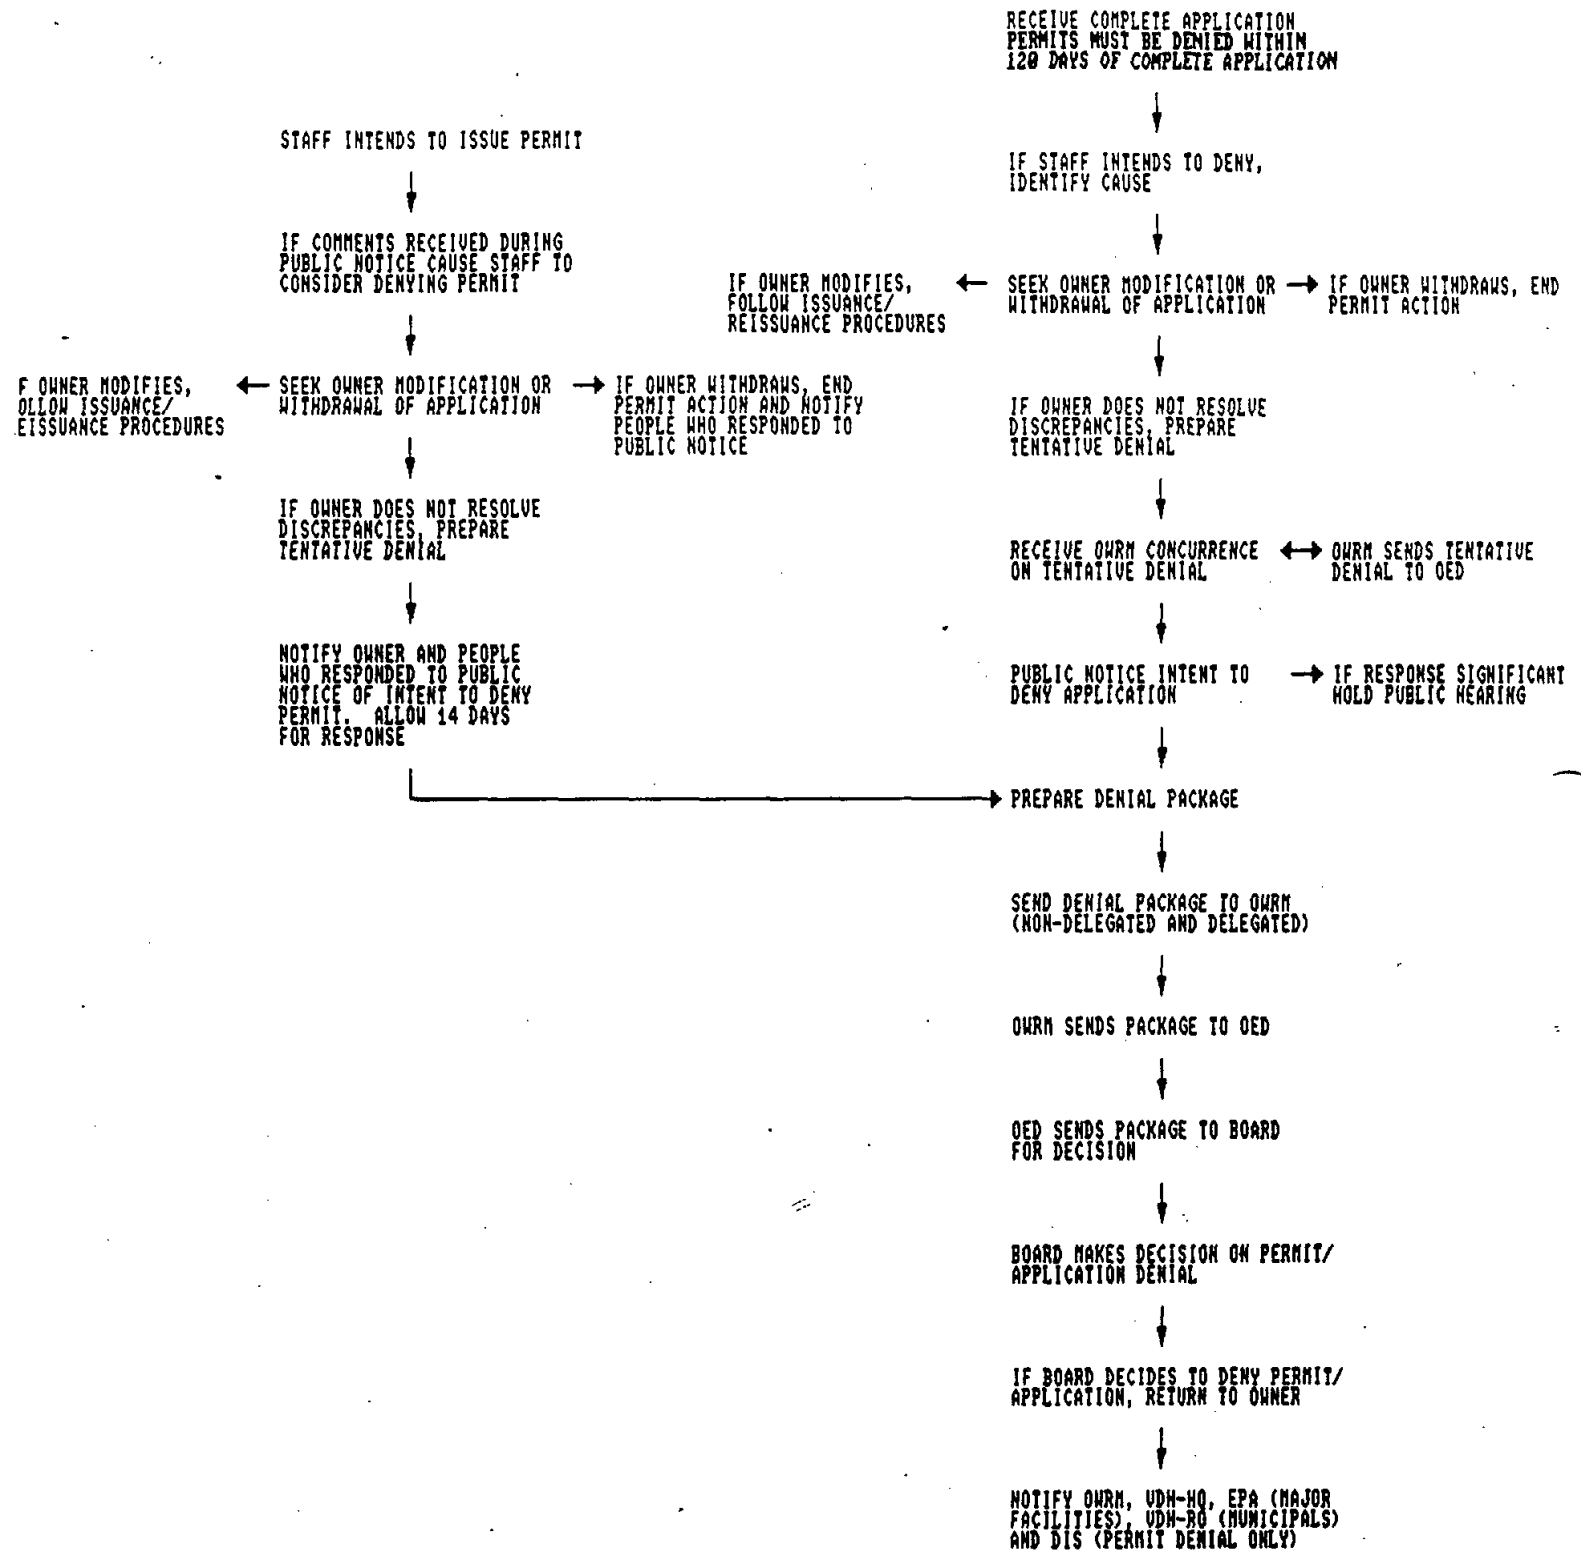 RECEIVE COMPLETE APPLICATION
PERMITS MUST BE DENIED WITHIN
120 DAYS OF COMPLETE APPLICATION
IF STAFF INTENDS TO DENY,
IDENTIFY CAUSE
IF OWNER MODIFIES,
FOLLOW ISSUANCE/
REISSUANCE PROCEDURES
SEEK OWNER MODIFICATION OR
WITHDRAWAL OF APPLICATION
IF OWNER WITHDRAWS, END
PERMIT ACTION
IF OWNER DOES NOT RESOLVE
DISCREPANCIES, PREPARE
TENTATIVE DENIAL
RECEIVE OWRM CONCURRENCE
ON TENTATIVE DENIAL
OWRM SENDS TENTATIVE
DENIAL TO OED
PUBLIC NOTICE INTENT TO
DENY APPLICATION
IF RESPONSE SIGNIFICANT
HOLD PUBLIC HEARING
STAFF INTENDS TO ISSUE PERMIT
IF COMMENTS RECEIVED DURING
PUBLIC NOTICE CAUSE STAFF TO
CONSIDER DENYING PERMIT
F OWNER MODIFIES,
OLLOW ISSUANCE/
EISSUANCE PROCEDURES
SEEK OWNER MODIFICATION OR
WITHDRAWAL OF APPLICATION
IF OWNER WITHDRAWS, END
PERMIT ACTION AND NOTIFY
PEOPLE WHO RESPONDED TO
PUBLIC NOTICE
IF OWNER DOES NOT RESOLVE
DISCREPANCIES, PREPARE
TENTATIVE DENIAL
NOTIFY OWNER AND PEOPLE
WHO RESPONDED TO PUBLIC
NOTICE OF INTENT TO DENY
PERMIT. ALLOW 14 DAYS
FOR RESPONSE
PREPARE DENIAL PACKAGE
SEND DENIAL PACKAGE TO OWRM
(NON-DELEGATED AND DELEGATED)
OWRM SENDS PACKAGE TO OED
OED SENDS PACKAGE TO BOARD
FOR DECISION
BOARD MAKES DECISION ON PERMIT/
APPLICATION DENIAL
IF BOARD DECIDES TO DENY PERMIT/
APPLICATION, RETURN TO OWNER
NOTIFY OWRM, VDH-HQ, EPA (MAJOR
FACILITIES), VDH-RO (MUNICIPALS)
AND DIS (PERMIT DENIAL ONLY)